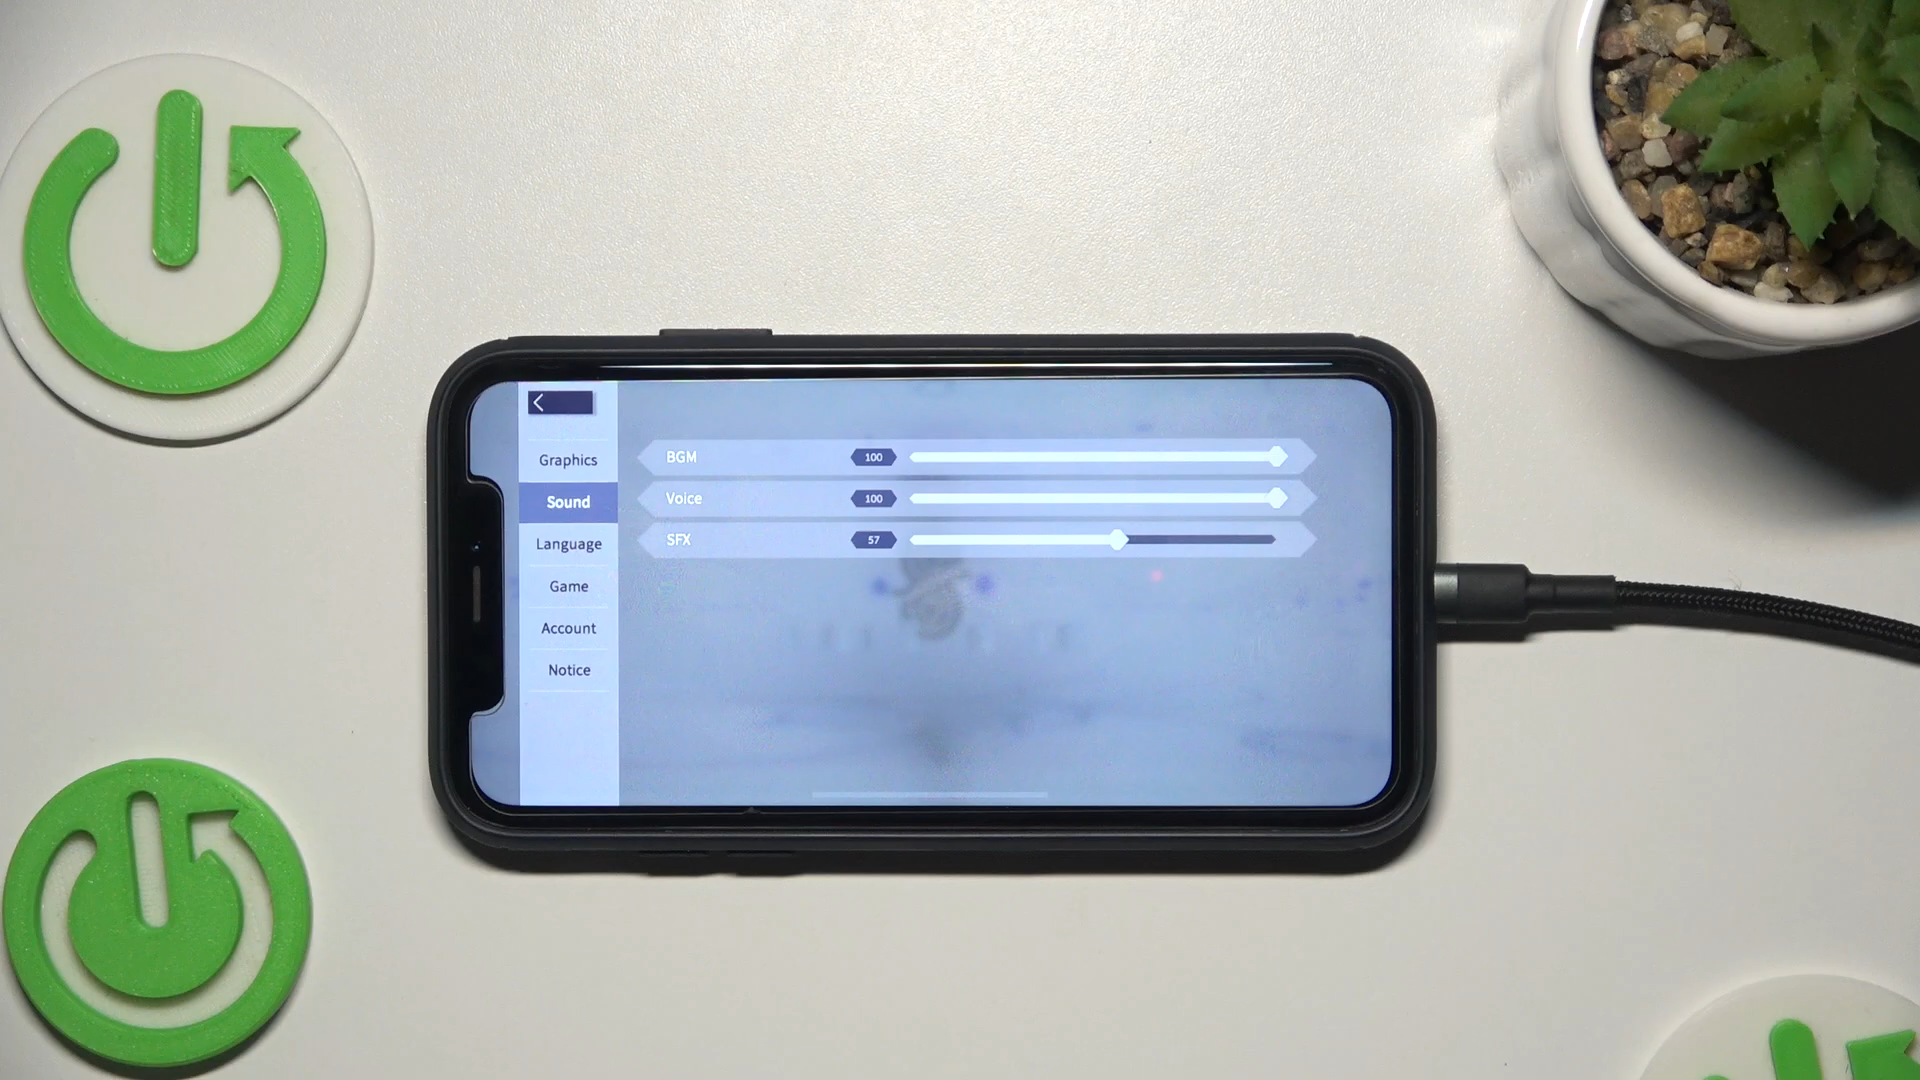 Graphics
Sound
Language
Game
Account
Notice
BGM 100
Voice 100
SFX 57